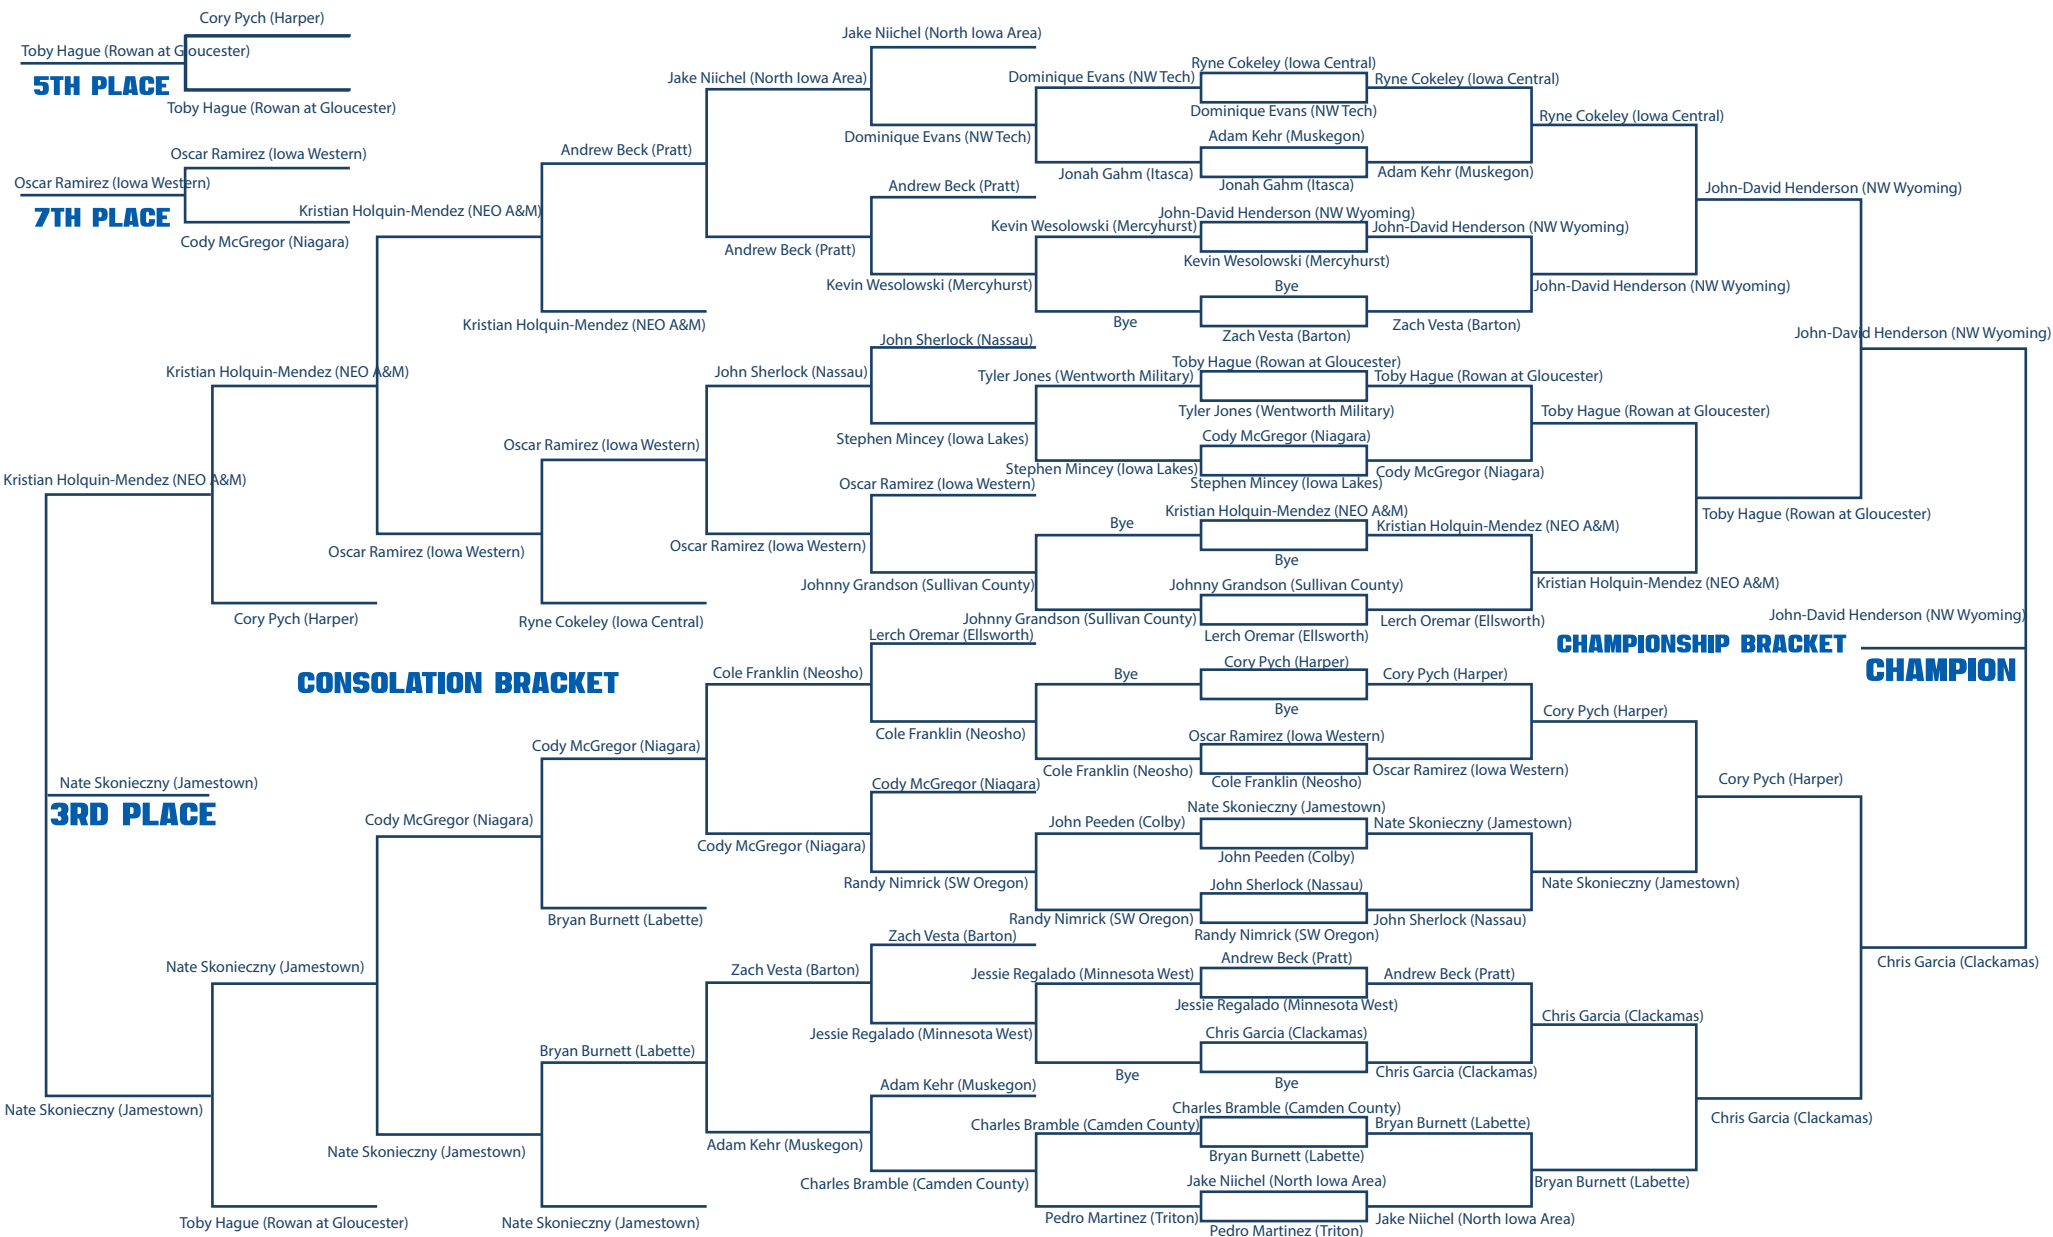 Cory Pych (Harper)
Toby Hague (Rowan at Gloucester)
5TH PLACE
Toby Hague (Rowan at Gloucester)
Oscar Ramirez (Iowa Western)
Oscar Ramirez (Iowa Western)
7TH PLACE
Cody McGregor (Niagara)
Kristian Holquin-Mendez (NEO A&M)
Kristian Holquin-Mendez (NEO A&M)
Kristian Holquin-Mendez (NEO A&M)
Cory Pych (Harper)
Oscar Ramirez (Iowa Western)
Nate Skonieczny (Jamestown)
3RD PLACE
Nate Skonieczny (Jamestown)
Nate Skonieczny (Jamestown)
Toby Hague (Rowan at Gloucester)
Cody McGregor (Niagara)
Nate Skonieczny (Jamestown)
CONSOLATION BRACKET
Andrew Beck (Pratt)
Kristian Holquin-Mendez (NEO A&M)
Oscar Ramirez (Iowa Western)
Ryne Cokeley (Iowa Central)
Cody McGregor (Niagara)
Bryan Burnett (Labette)
Bryan Burnett (Labette)
Nate Skonieczny (Jamestown)
Jake Niichel (North Iowa Area)
Andrew Beck (Pratt)
John Sherlock (Nassau)
Oscar Ramirez (Iowa Western)
Cole Franklin (Neosho)
Cody McGregor (Niagara)
Zach Vesta (Barton)
Adam Kehr (Muskegon)
Jake Niichel (North Iowa Area)
Dominique Evans (NW Tech)
Andrew Beck (Pratt)
Kevin Wesolowski (Mercyhurst)
John Sherlock (Nassau)
Stephen Mincey (Iowa Lakes)
Oscar Ramirez (Iowa Western)
Johnny Grandson (Sullivan County)
Lerch Oremar (Ellsworth)
Cole Franklin (Neosho)
Cody McGregor (Niagara)
Randy Nimrick (SW Oregon)
Zach Vesta (Barton)
Jessie Regalado (Minnesota West)
Adam Kehr (Muskegon)
Charles Bramble (Camden County)
Dominique Evans (NW Tech)
Jonah Gahm (Itasca)
Kevin Wesolowski (Mercyhurst)
Bye
Tyler Jones (Wentworth Military)
Stephen Mincey (Iowa Lakes)
Bye
Johnny Grandson (Sullivan County)
Bye
Cole Franklin (Neosho)
John Peeden (Colby)
Randy Nimrick (SW Oregon)
Jessie Regalado (Minnesota West)
Bye
Charles Bramble (Camden County)
Pedro Martinez (Triton)
Ryne Cokeley (Iowa Central)
Dominique Evans (NW Tech)
Adam Kehr (Muskegon)
Jonah Gahm (Itasca)
John-David Henderson (NW Wyoming)
Kevin Wesolowski (Mercyhurst)
Bye
Zach Vesta (Barton)
Toby Hague (Rowan at Gloucester)
Tyler Jones (Wentworth Military)
Cody McGregor (Niagara)
Stephen Mincey (Iowa Lakes)
Kristian Holquin-Mendez (NEO A&M)
Bye
Johnny Grandson (Sullivan County)
Lerch Oremar (Ellsworth)
Cory Pych (Harper)
Bye
Oscar Ramirez (Iowa Western)
Cole Franklin (Neosho)
Nate Skonieczny (Jamestown)
John Peeden (Colby)
John Sherlock (Nassau)
Randy Nimrick (SW Oregon)
Andrew Beck (Pratt)
Jessie Regalado (Minnesota West)
Chris Garcia (Clackamas)
Bye
Charles Bramble (Camden County)
Bryan Burnett (Labette)
Jake Niichel (North Iowa Area)
Pedro Martinez (Triton)
Ryne Cokeley (Iowa Central)
Adam Kehr (Muskegon)
John-David Henderson (NW Wyoming)
Zach Vesta (Barton)
Toby Hague (Rowan at Gloucester)
Cody McGregor (Niagara)
Kristian Holquin-Mendez (NEO A&M)
Lerch Oremar (Ellsworth)
Cory Pych (Harper)
Oscar Ramirez (Iowa Western)
Nate Skonieczny (Jamestown)
John Sherlock (Nassau)
Andrew Beck (Pratt)
Chris Garcia (Clackamas)
Bryan Burnett (Labette)
Jake Niichel (North Iowa Area)
Ryne Cokeley (Iowa Central)
John-David Henderson (NW Wyoming)
Toby Hague (Rowan at Gloucester)
Kristian Holquin-Mendez (NEO A&M)
Cory Pych (Harper)
Nate Skonieczny (Jamestown)
Chris Garcia (Clackamas)
Bryan Burnett (Labette)
John-David Henderson (NW Wyoming)
Toby Hague (Rowan at Gloucester)
Cory Pych (Harper)
Chris Garcia (Clackamas)
John-David Henderson (NW Wyoming)
Chris Garcia (Clackamas)
John-David Henderson (NW Wyoming)
CHAMPIONSHIP BRACKET
CHAMPION